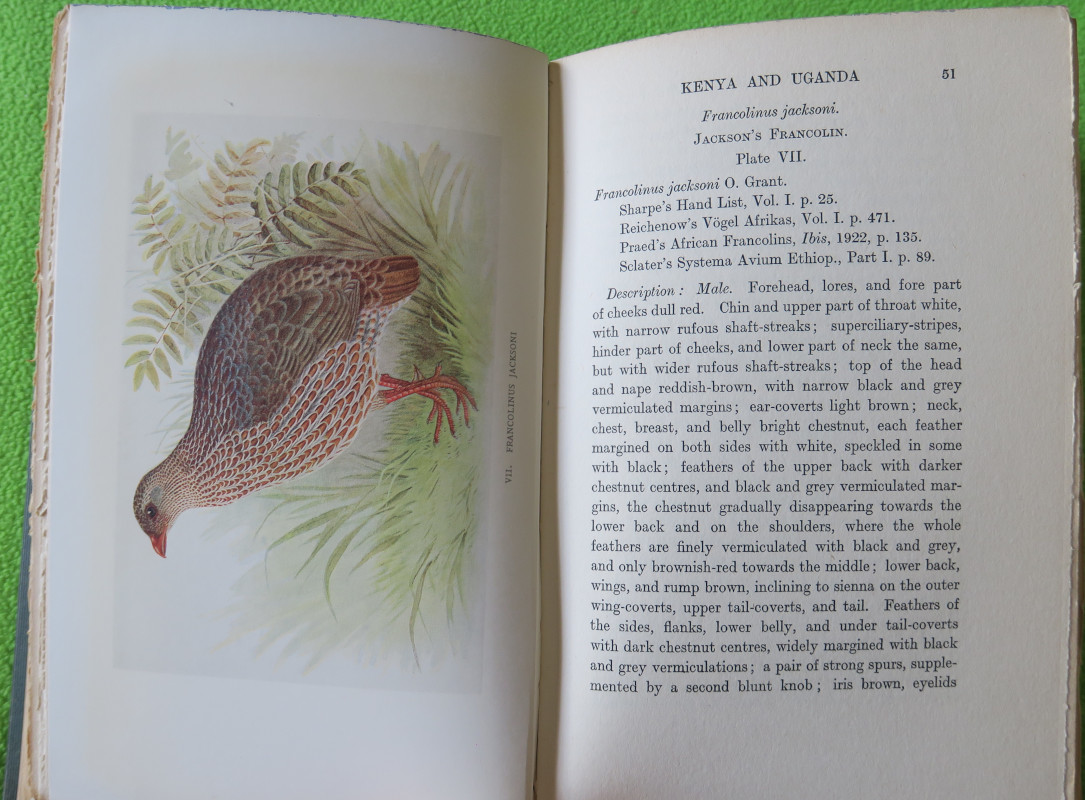 VII. FRANCOLINUS JACKSONI
KENYA AND UGANDA 51
Francolinus jacksoni.
JACKSON'S FRANCOLIN.
Plate VII.
Francolinus jacksoni O. Grant.
Sharpe's Hand List, Vol. I. p. 25.
Reichenow's Vögel Afrikas, Vol. I. p. 471.
Praed's African Francolins, Ibis, 1922, p. 135.
Sclater's Systema Avium Ethiop., Part I. p. 89.
Description : Male. Forehead, lores, and fore part
of cheeks dull red. Chin and upper part of throat white,
with narrow rufous shaft-streaks ; superciliary-stripes,
hinder part of cheeks, and lower part of neck the same,
but with wider rufous shaft-streaks ; top of the head
and nape reddish-brown, with narrow black and grey
vermiculated margins ; ear-coverts light brown ; neck,
chest, breast, and belly bright chestnut, each feather
margined on both sides with white, speckled in some
with black ; feathers of the upper back with darker
chestnut centres, and black and grey vermiculated mar-
gins, the chestnut gradually disappearing towards the
lower back and on the shoulders, where the whole
feathers are finely vermiculated with black and grey,
and only brownish-red towards the middle ; lower back,
wings, and rump brown, inclining to sienna on the outer
wing-coverts, upper tail-coverts, and tail. Feathers of
the sides, flanks, lower belly, and under tail-coverts
with dark chestnut centres, widely margined with black
and grey vermiculations ; a pair of strong spurs, supple-
mented by a second blunt knob ; iris brown, eyelids